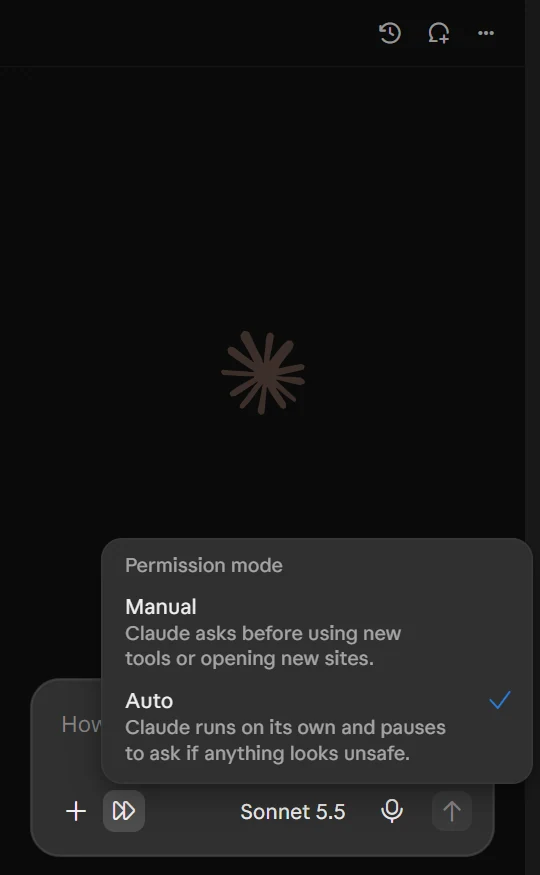 Permission mode
Manual
Claude asks before using new
tools or opening new sites.
Auto
Claude runs on its own and pauses
to ask if anything looks unsafe.
How
Sonnet 5.5